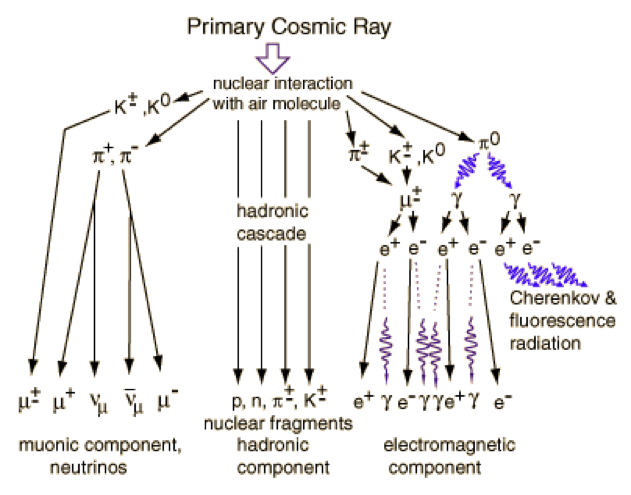 Primary Cosmic Ray
nuclear interaction
with air molecule
K±, K0
π+, π-
π±
K±, K0
π0
μ±
γ
γ
hadronic
cascade
e+ e- e+ e- e+ e-
Cherenkov &
fluorescence
radiation
μ± μ+ νμ ν̄μ μ-
p, n, π±, K±
e+ γ e- γ γ e+ γ e-
nuclear fragments
muonic component,
neutrinos
hadronic
component
electromagnetic
component